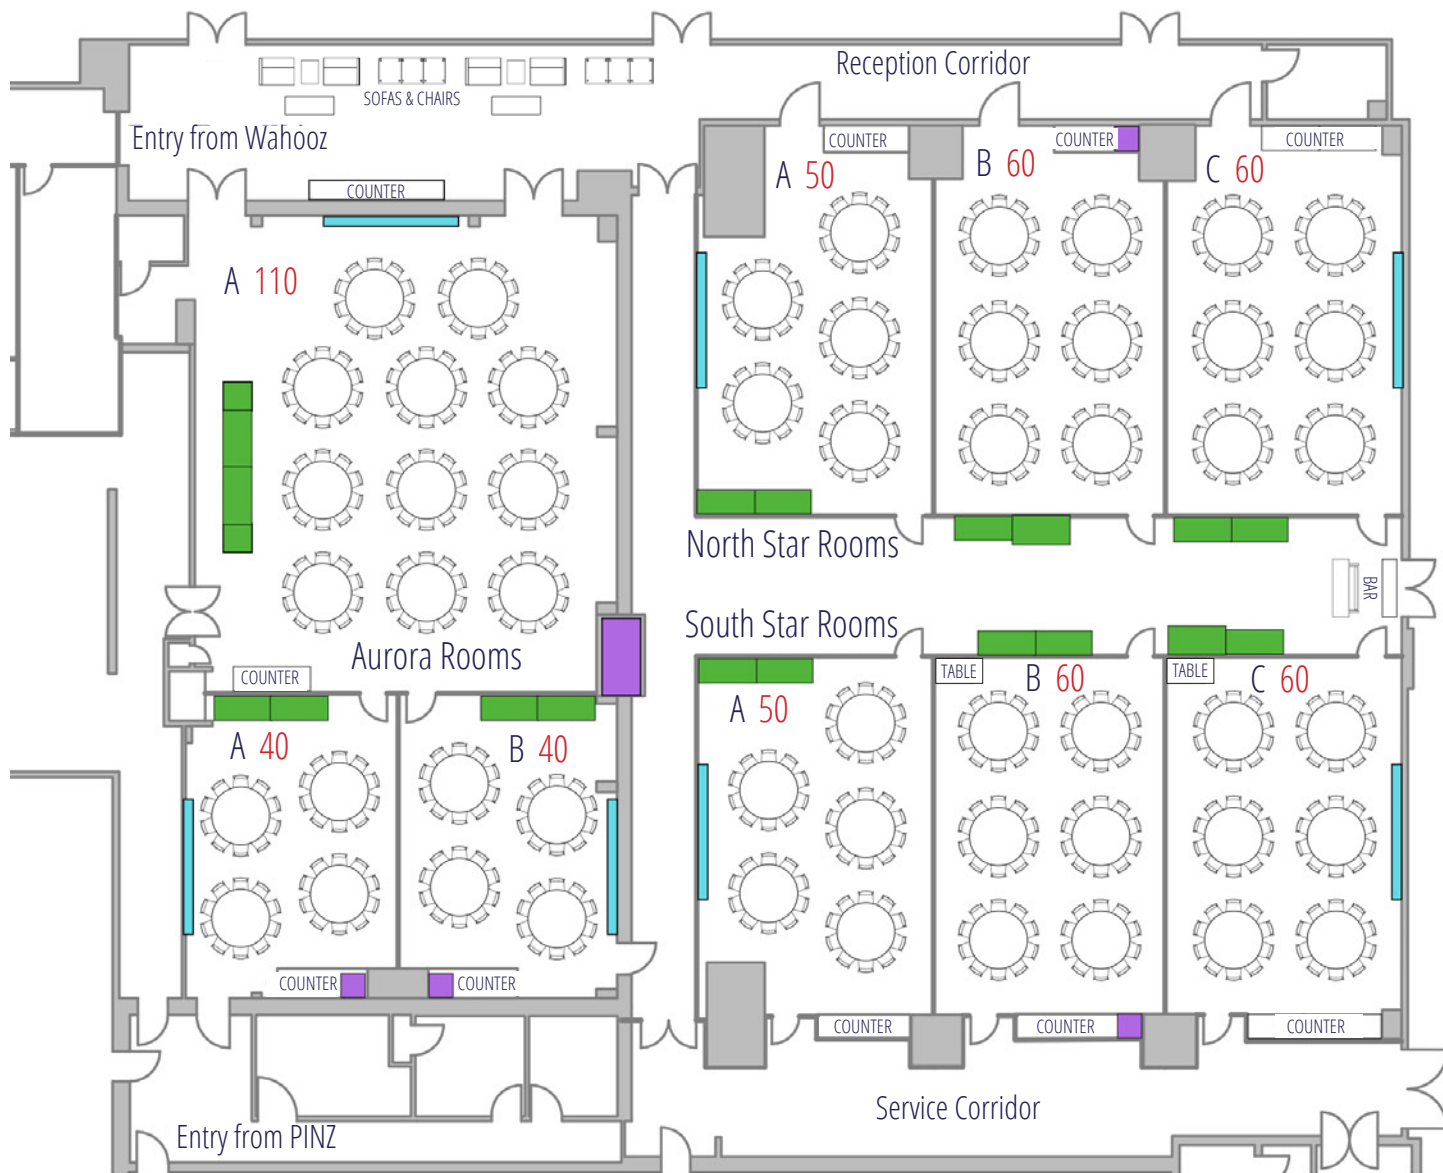 Reception Corridor
SOFAS & CHAIRS
Entry from Wahooz
COUNTER
COUNTER
COUNTER
COUNTER
A 50
B 60
C 60
A 110
North Star Rooms
BAR
South Star Rooms
Aurora Rooms
COUNTER
TABLE
TABLE
A 50
B 60
C 60
A 40
B 40
COUNTER
COUNTER
COUNTER
COUNTER
COUNTER
Service Corridor
Entry from PINZ